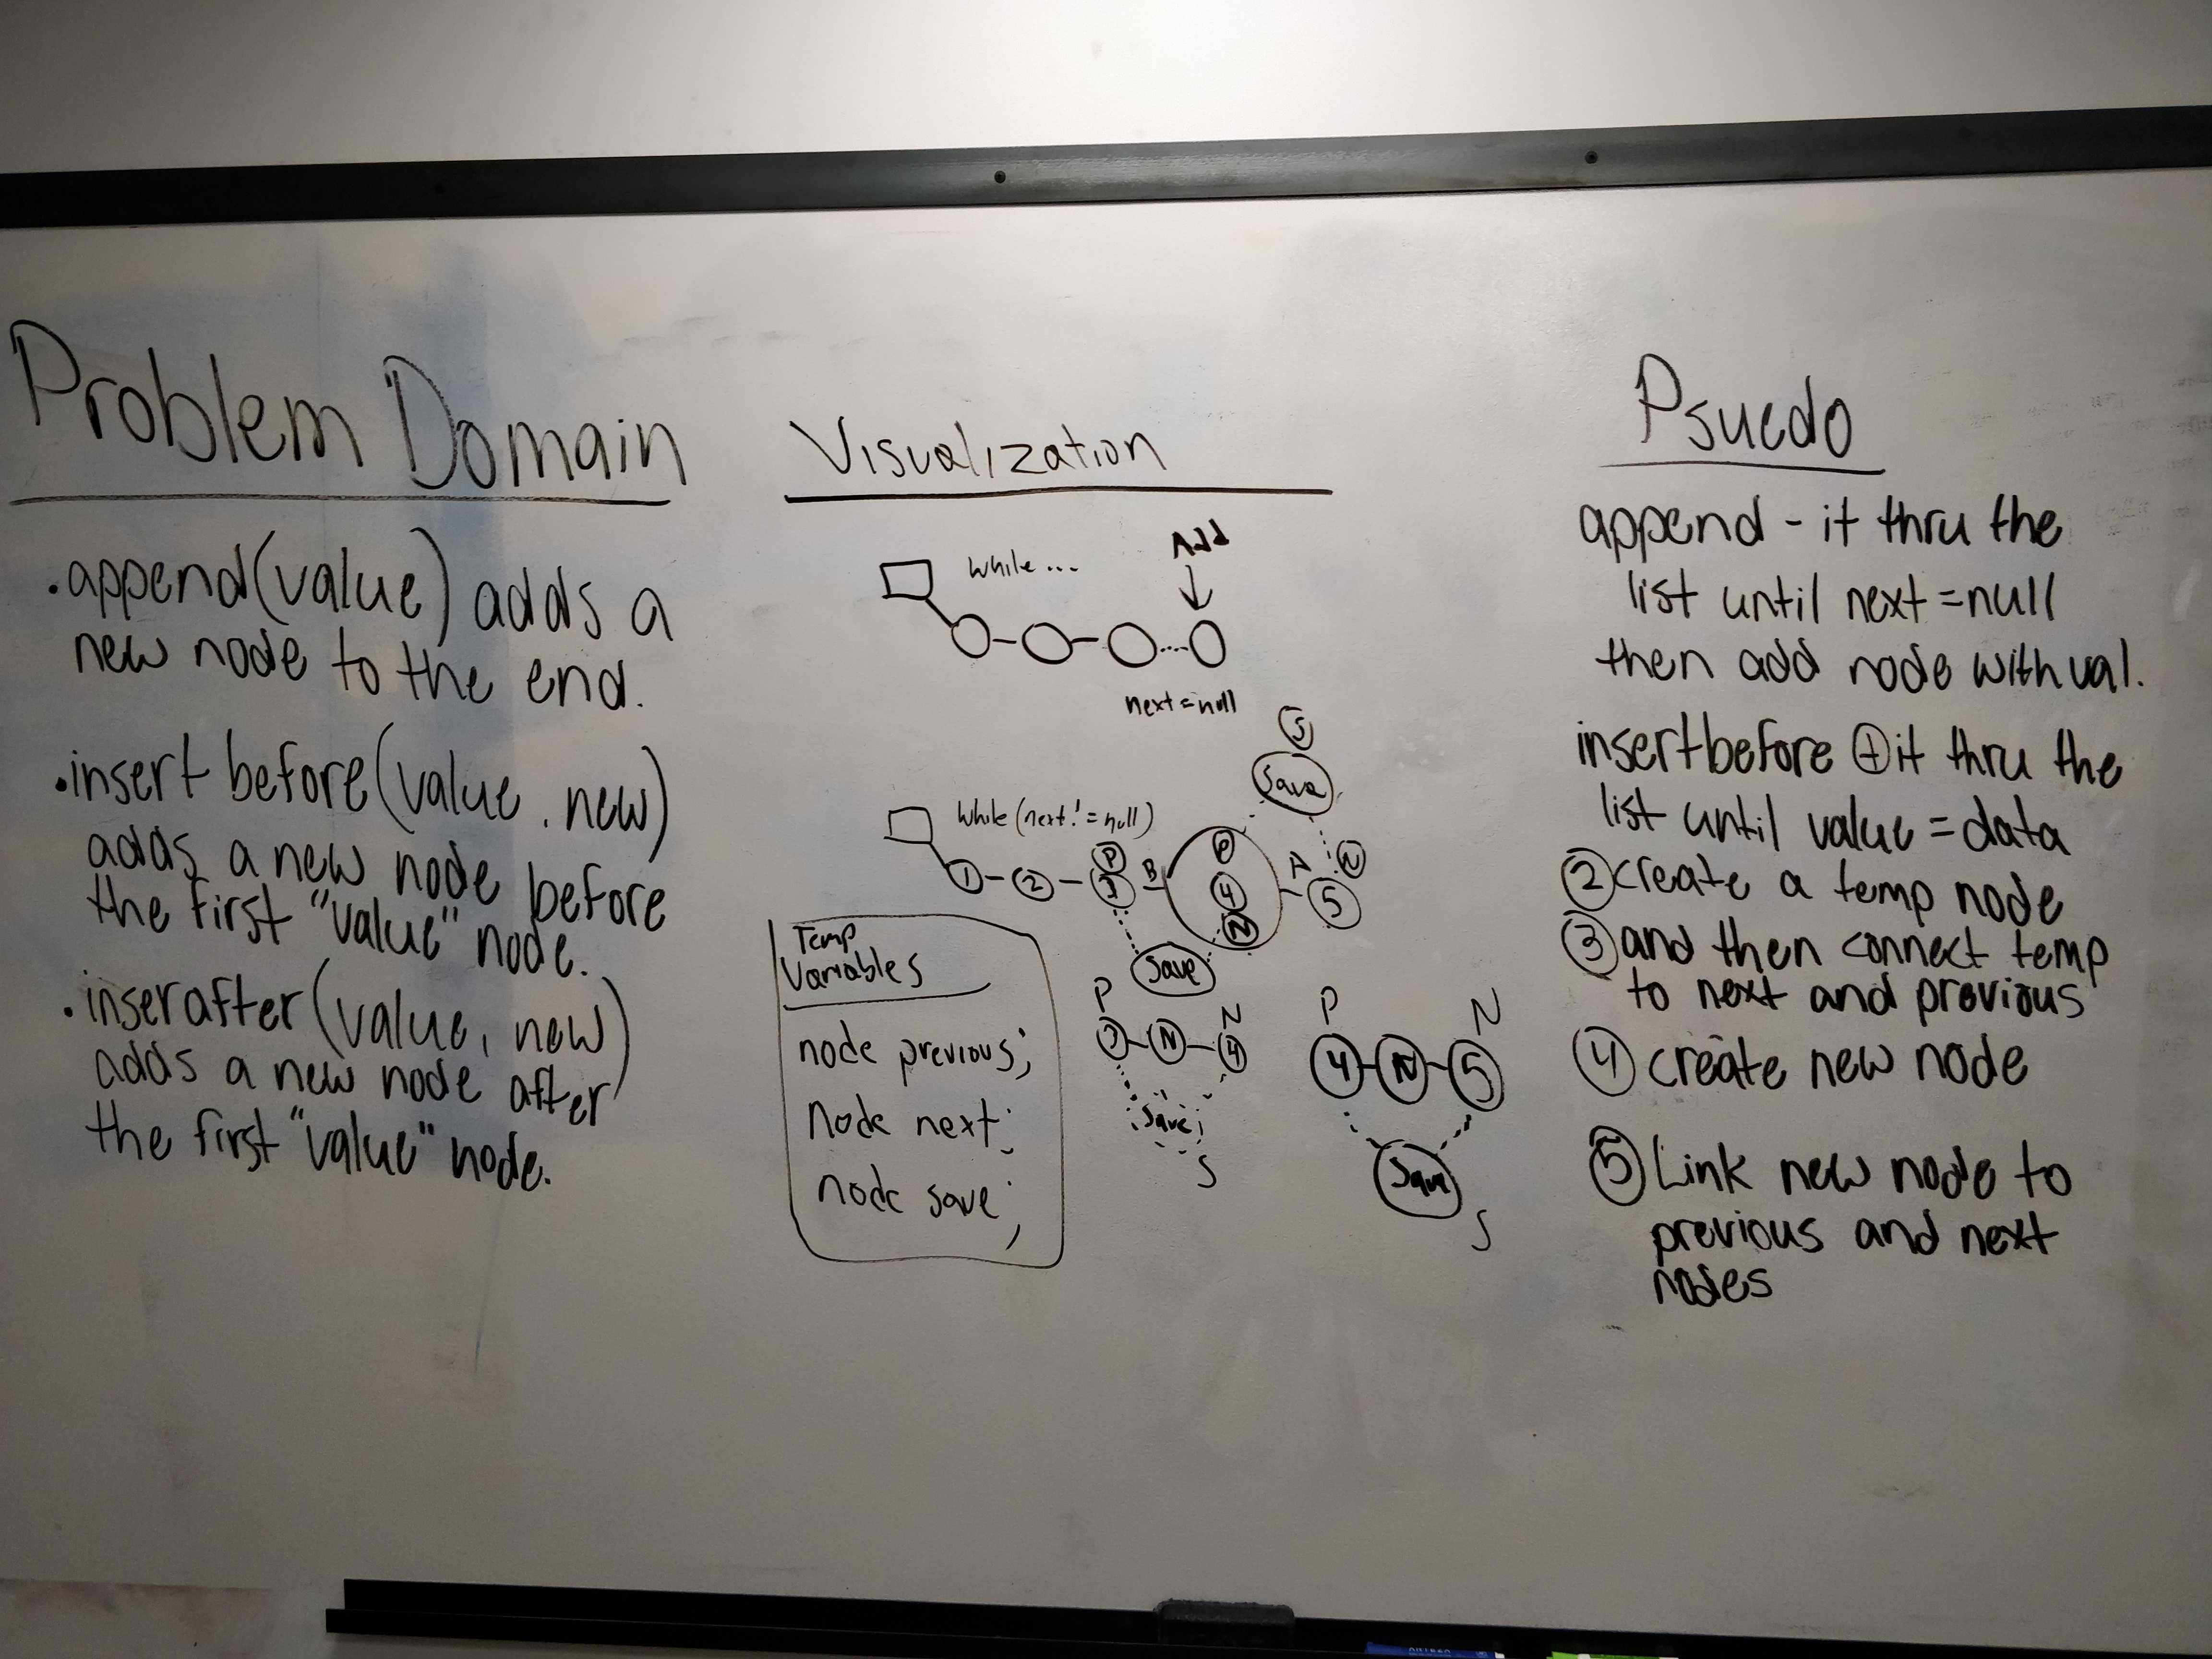 Problem Domain
.append(value) adds a
new node to the end.
.insert before(value, new)
adds a new node before
the first "value" node.
.inserafter(value, new)
adds a new node after
the first "value" node.
Visualization
while...
Add
next=null
S
Save
while (next!=null)
1
2
P
3
B
P
4
N
A
N
5
Save
Temp
Variables
node previous;
node next;
node save;
P
N
3
N
4
Save
S
P
N
4
N
5
Save
S
Psuedo
append - it thru the
list until next=null
then add node with val.
insertbefore 1 it thru the
list until value=data
2 create a temp node
3 and then connect temp
to next and previous
4 create new node
5 Link new node to
previous and next
nodes